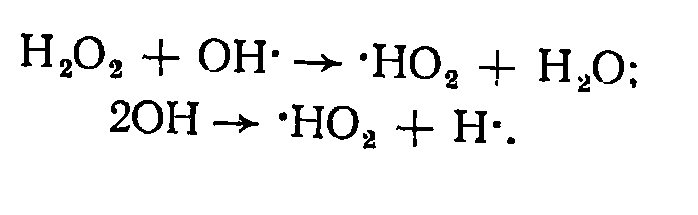 H₂O₂ + OH· → ·HO₂ + H₂O;
2OH → ·HO₂ + H·.